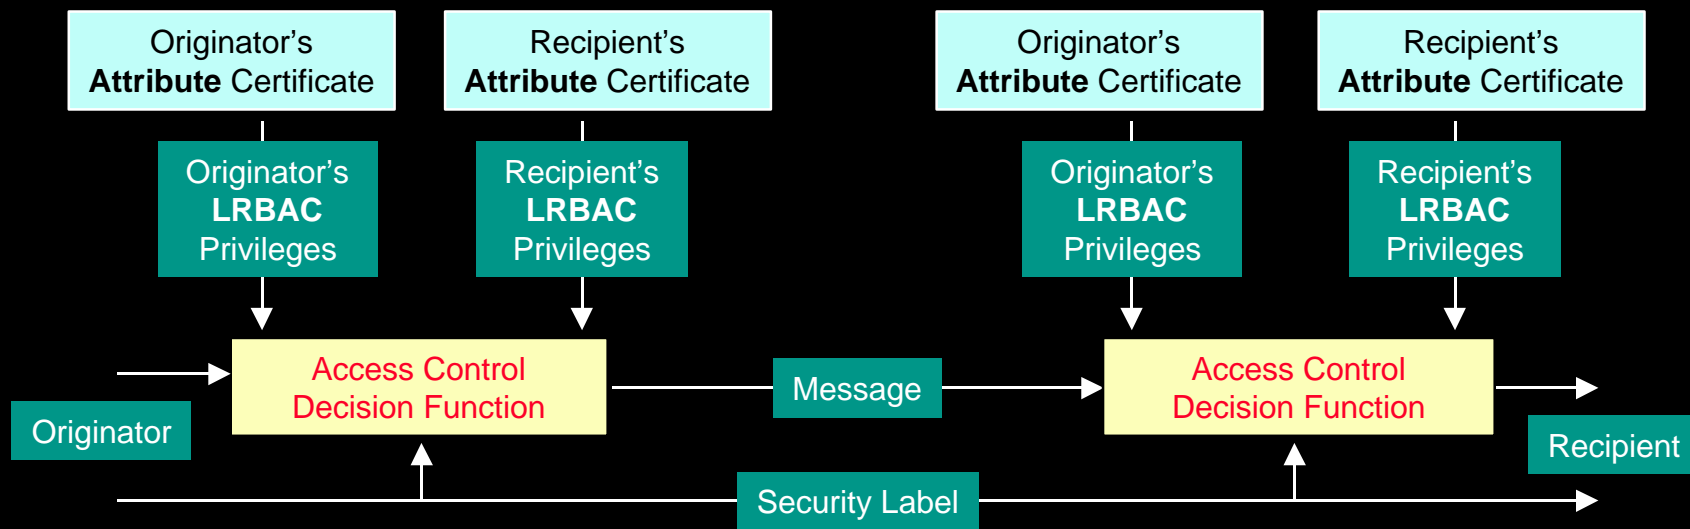 Originator’s
Attribute Certificate
Recipient’s
Attribute Certificate
Originator’s
Attribute Certificate
Recipient’s
Attribute Certificate
Originator’s
LRBAC
Privileges
Recipient’s
LRBAC
Privileges
Originator’s
LRBAC
Privileges
Recipient’s
LRBAC
Privileges
Access Control
Decision Function
Message
Access Control
Decision Function
Originator
Recipient
Security Label